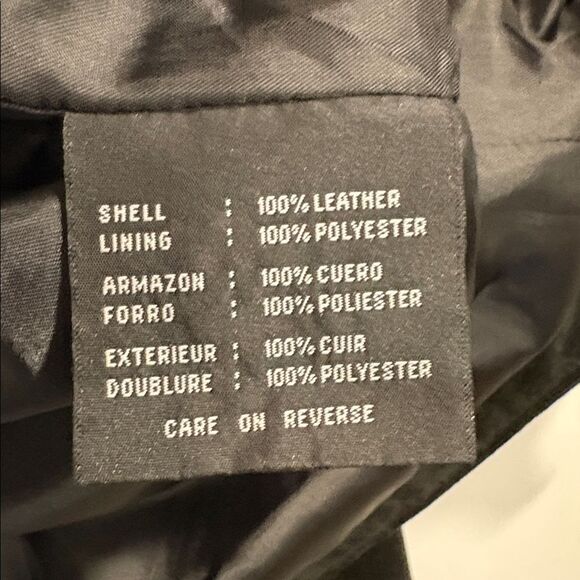 SHELL : 100% LEATHER
LINING : 100% POLYESTER
ARMAZON : 100% CUERO
FORRO : 100% POLIESTER
EXTERIEUR : 100% CUIR
DOUBLURE : 100% POLYESTER
CARE ON REVERSE